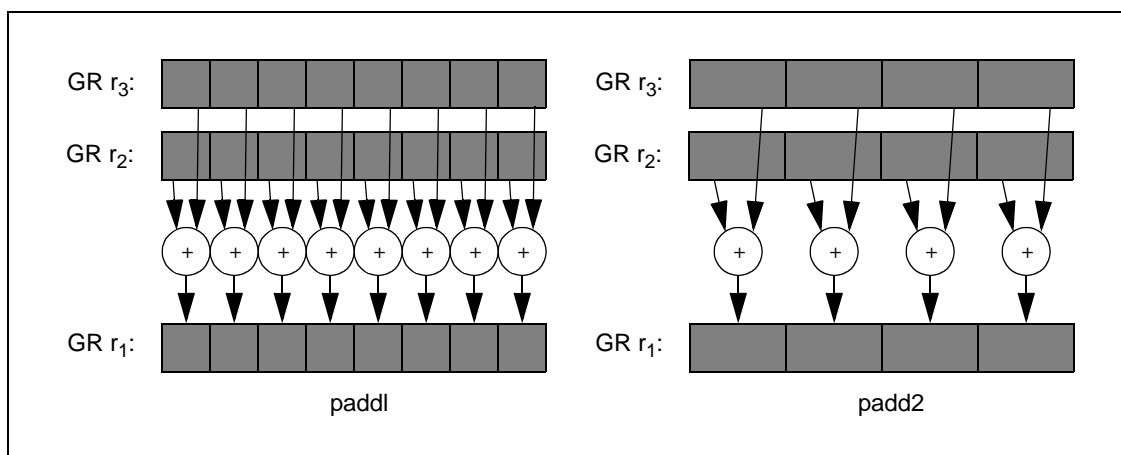 GR r3:
GR r2:
+ + + + + + + +
GR r1:
paddl
GR r3:
GR r2:
+ + + +
GR r1:
padd2